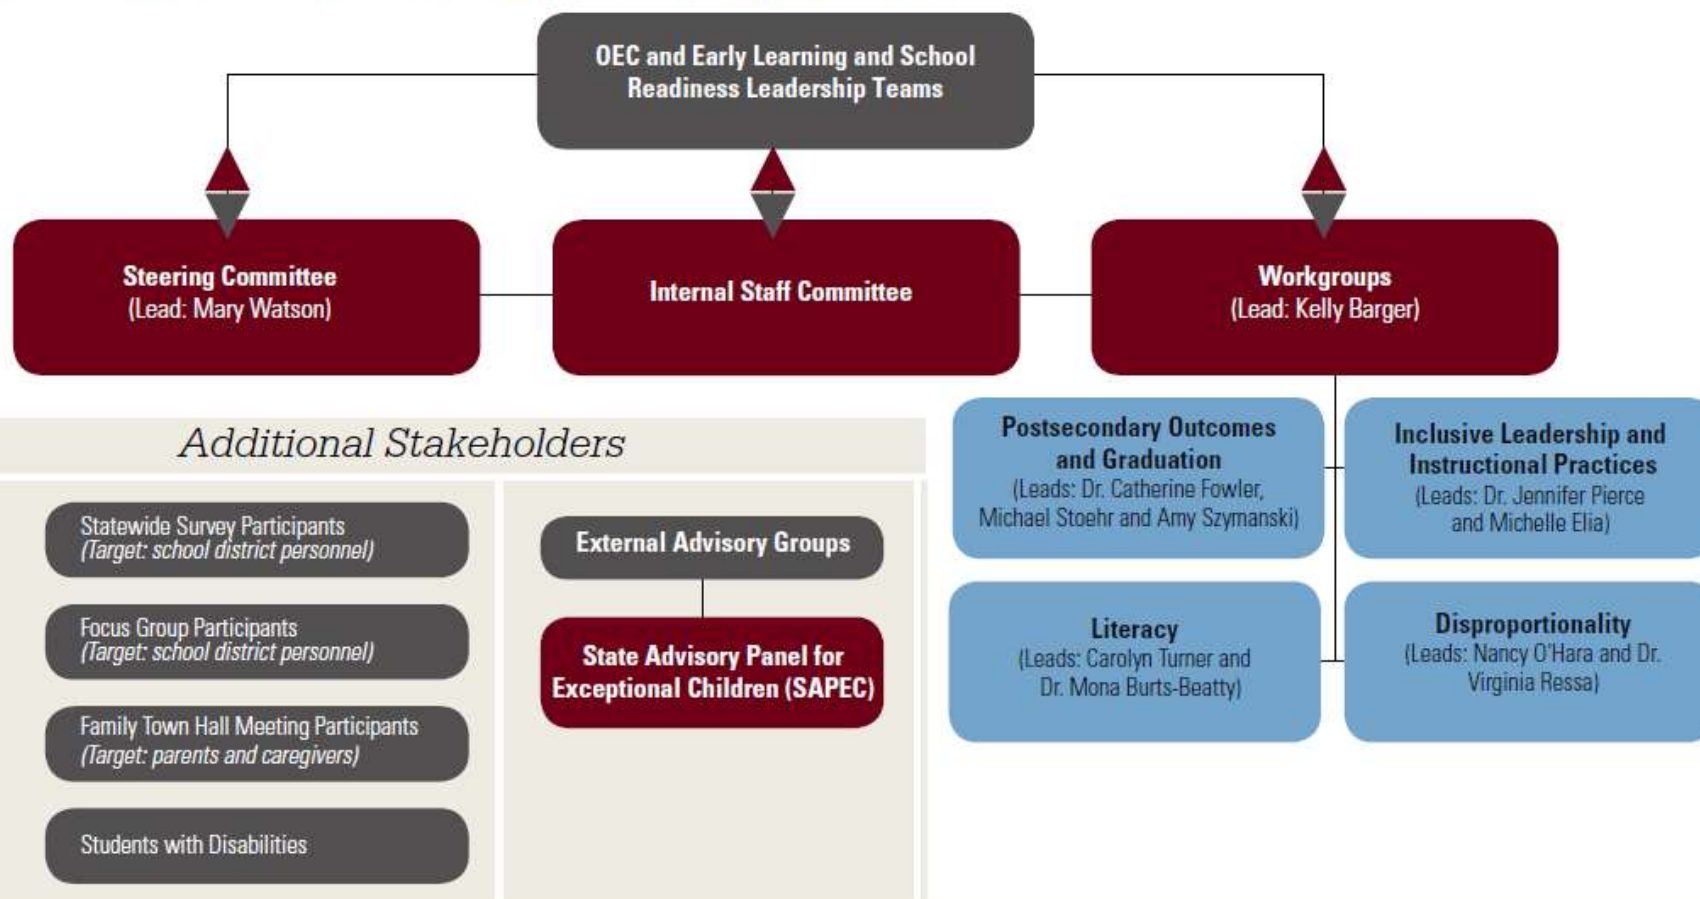 OEC and Early Learning and School
Readiness Leadership Teams
Steering Committee
(Lead: Mary Watson)
Internal Staff Committee
Workgroups
(Lead: Kelly Barger)
Additional Stakeholders
Statewide Survey Participants
(Target: school district personnel)
Focus Group Participants
(Target: school district personnel)
Family Town Hall Meeting Participants
(Target: parents and caregivers)
Students with Disabilities
External Advisory Groups
State Advisory Panel for
Exceptional Children (SAPEC)
Postsecondary Outcomes
and Graduation
(Leads: Dr. Catherine Fowler,
Michael Stoehr and Amy Szymanski)
Inclusive Leadership and
Instructional Practices
(Leads: Dr. Jennifer Pierce
and Michelle Elia)
Literacy
(Leads: Carolyn Turner and
Dr. Mona Burts-Beatty)
Disproportionality
(Leads: Nancy O'Hara and Dr.
Virginia Ressa)